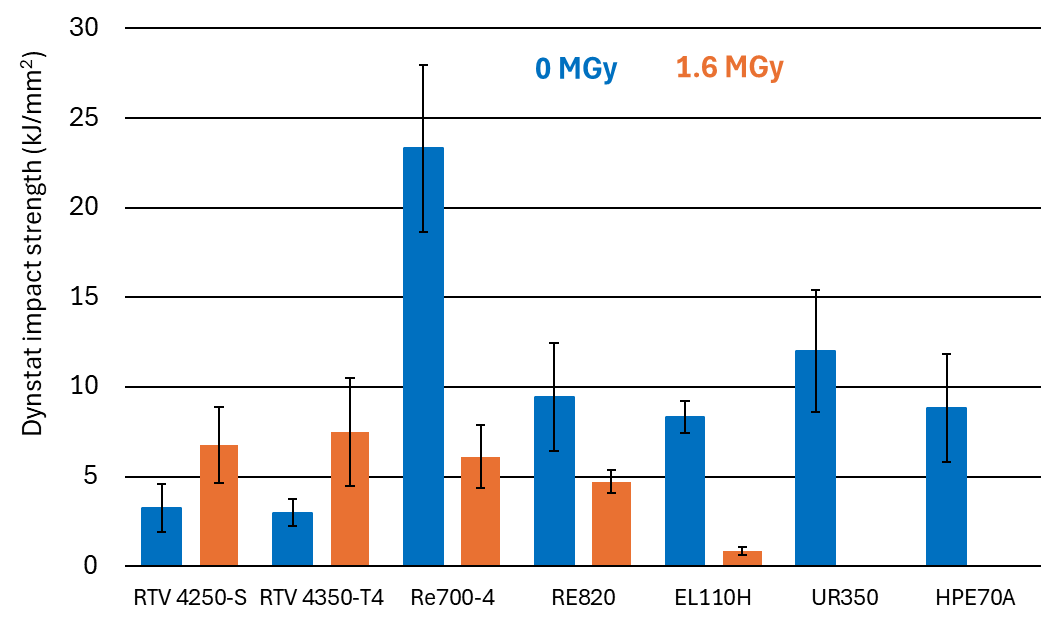 Dynstat impact strength (kJ/mm²)
30
25
20
15
10
5
0
0 MGy 1.6 MGy
RTV 4250-S RTV 4350-T4 Re700-4 RE820 EL110H UR350 HPE70A